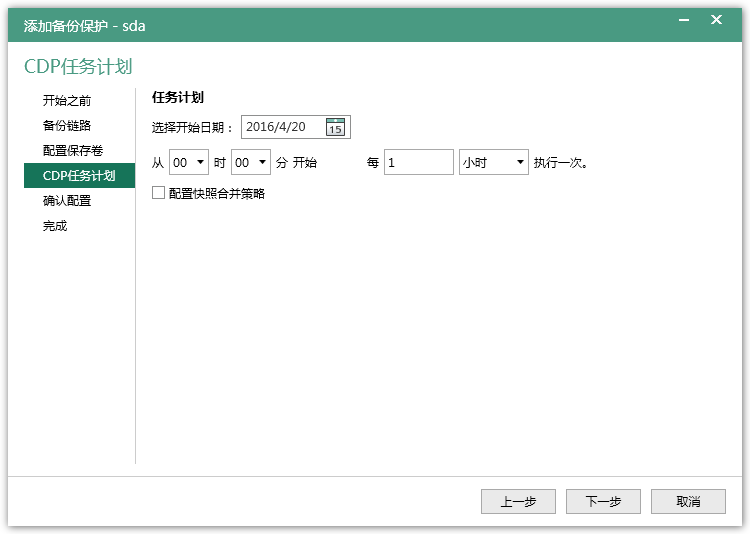 添加备份保护 - sda
CDP任务计划
开始之前
备份链路
配置保存卷
CDP任务计划
确认配置
完成
任务计划
选择开始日期： 2016/4/20 15
从 00 时 00 分 开始 每 1 小时 执行一次。
配置快照合并策略
上一步 下一步 取消